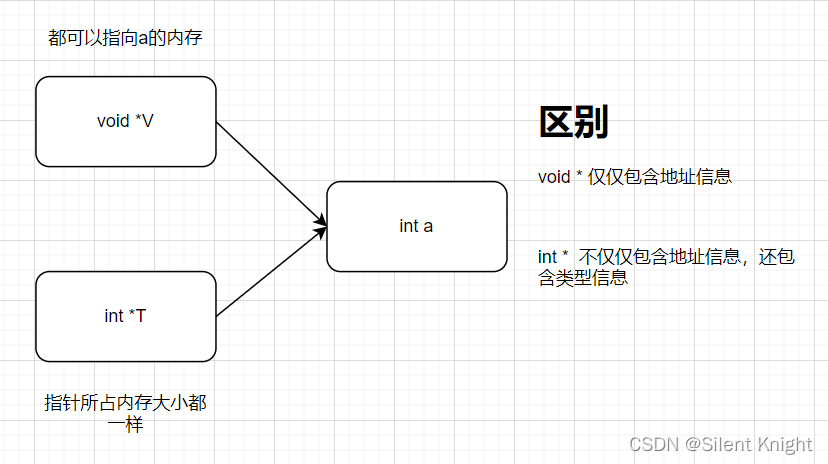 都可以指向a的内存
void *V
int *T
指针所占内存大小都
一样
int a
区别
void * 仅仅包含地址信息
int * 不仅仅包含地址信息，还包
含类型信息
CSDN @Silent Knight